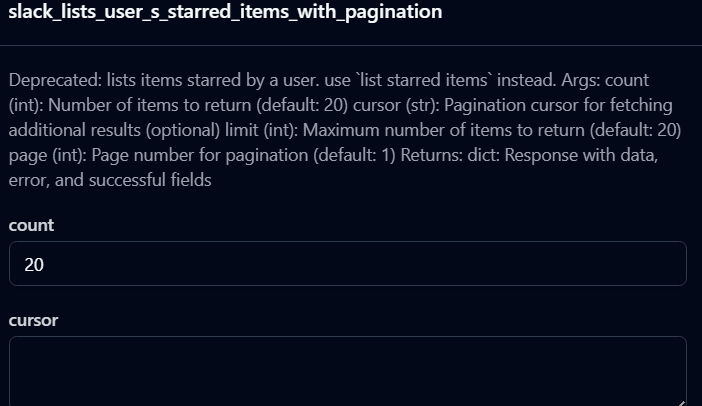 slack_lists_user_s_starred_items_with_pagination
Deprecated: lists items starred by a user. use `list starred items` instead. Args: count
(int): Number of items to return (default: 20) cursor (str): Pagination cursor for fetching
additional results (optional) limit (int): Maximum number of items to return (default: 20)
page (int): Page number for pagination (default: 1) Returns: dict: Response with data,
error, and successful fields
count
20
cursor